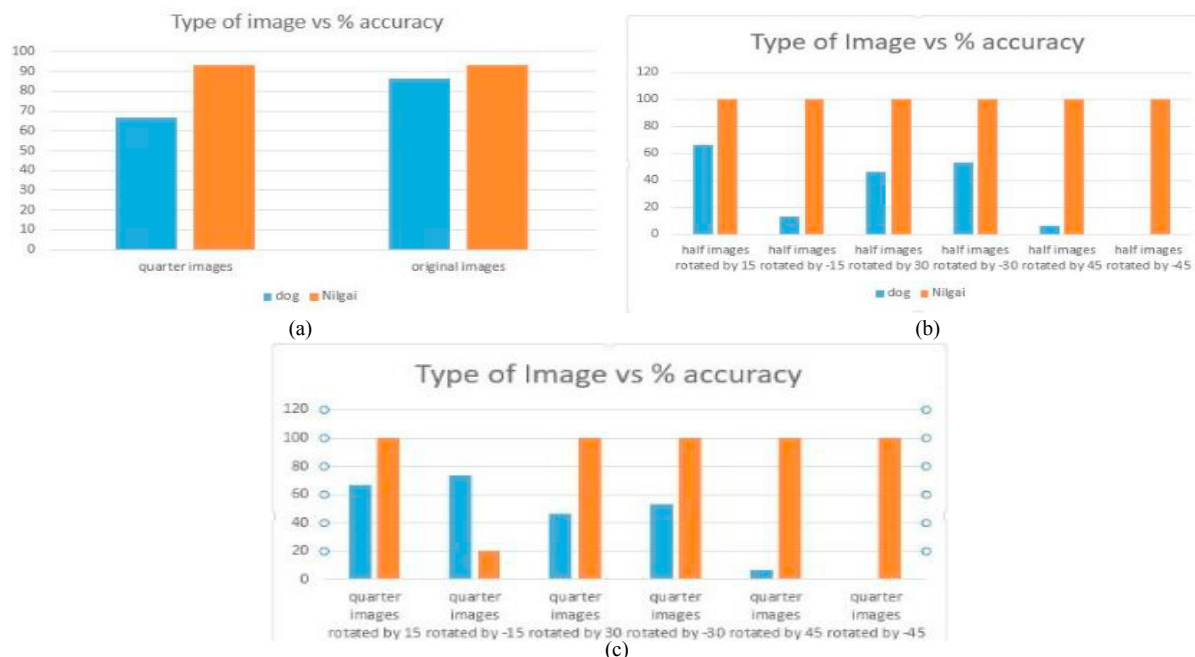 Type of image vs % accuracy
100
90
80
70
60
50
40
30
20
10
0
quarter images
original images
dog Nilgai
(a)
Type of Image vs % accuracy
120
100
80
60
40
20
0
half images half images half images half images half images half images
rotated by 15 rotated by -15 rotated by 30 rotated by -30 rotated by 45 rotated by -45
dog Nilgai
(b)
Type of Image vs % accuracy
120
100
80
60
40
20
0
quarter quarter quarter quarter quarter quarter
images images images images images images
rotated by 15 rotated by -15 rotated by 30 rotated by -30 rotated by 45 rotated by -45
(c)